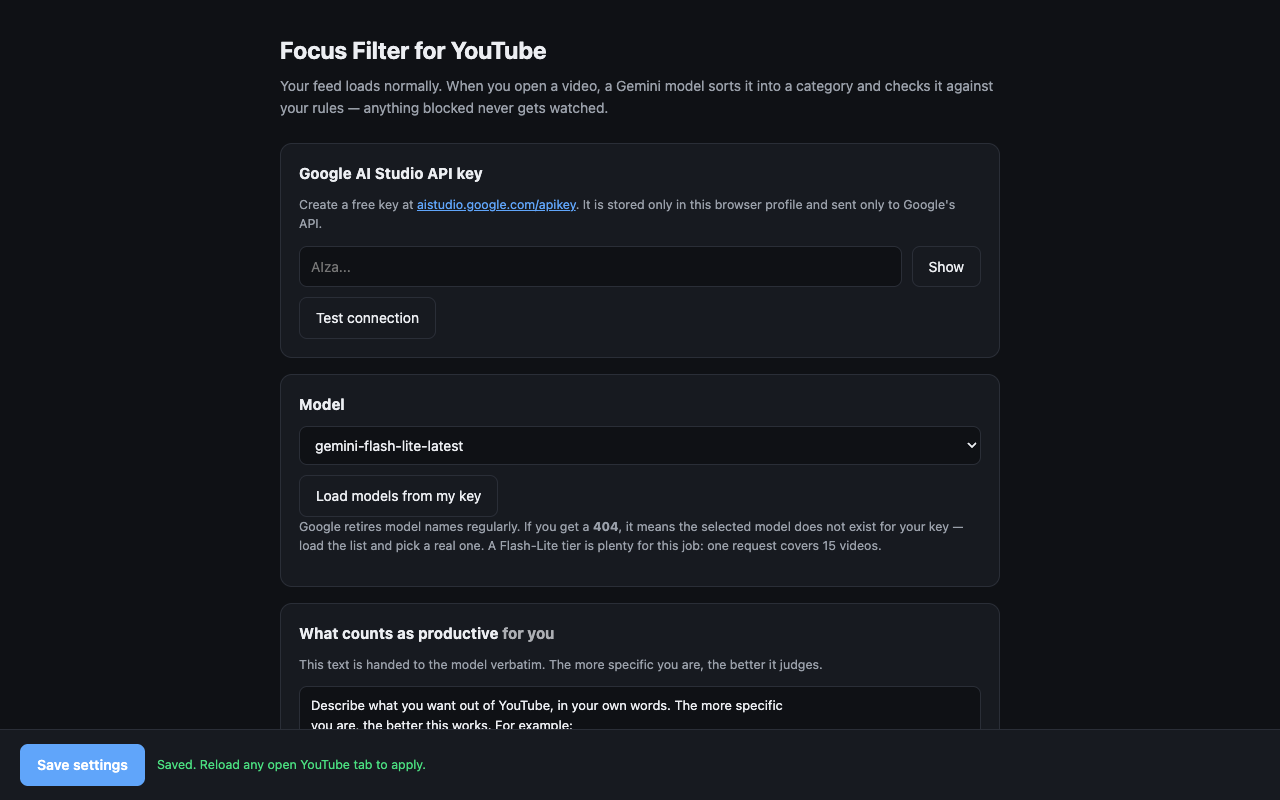 Focus Filter for YouTube
Your feed loads normally. When you open a video, a Gemini model sorts it into a category and checks it against
your rules — anything blocked never gets watched.
Google AI Studio API key
Create a free key at aistudio.google.com/apikey. It is stored only in this browser profile and sent only to Google's
API.
AIza...
Show
Test connection
Model
gemini-flash-lite-latest
Load models from my key
Google retires model names regularly. If you get a 404, it means the selected model does not exist for your key —
load the list and pick a real one. A Flash-Lite tier is plenty for this job: one request covers 15 videos.
What counts as productive for you
This text is handed to the model verbatim. The more specific you are, the better it judges.
Describe what you want out of YouTube, in your own words. The more specific
you are, the better this works. For example:
Save settings
Saved. Reload any open YouTube tab to apply.